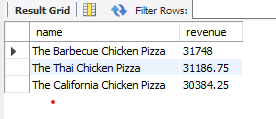 Result Grid Filter Rows:
name revenue
The Barbecue Chicken Pizza 31748
The Thai Chicken Pizza 31186.75
The California Chicken Pizza 30384.25